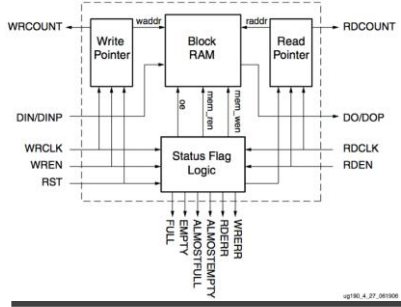 WRCOUNT
waddr
raddr
RDCOUNT
Write
Pointer
Block
RAM
Read
Pointer
oe
mem_ren
mem_wen
DIN/DINP
DO/DOP
WRCLK
WREN
RST
Status Flag
Logic
RDCLK
RDEN
FULL
EMPTY
ALMOSTFULL
ALMOSTEMPTY
RDERR
WRERR
ug190_4_27_061906